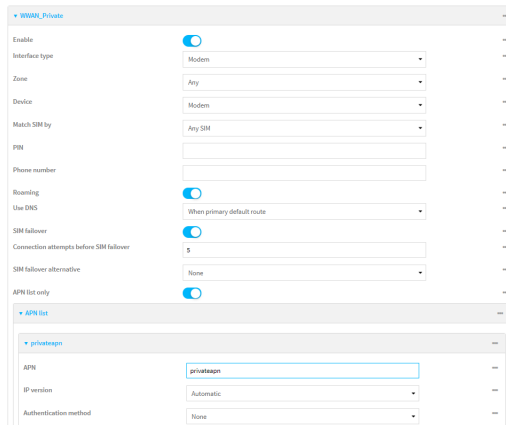 WWAN_Private
Enable
Interface type Modem
Zone Any
Device Modem
Match SIM by Any SIM
PIN
Phone number
Roaming
Use DNS When primary default route
SIM failover
Connection attempts before SIM failover 5
SIM failover alternative None
APN list only
APN list
privateapn
APN privateapn
IP version Automatic
Authentication method None